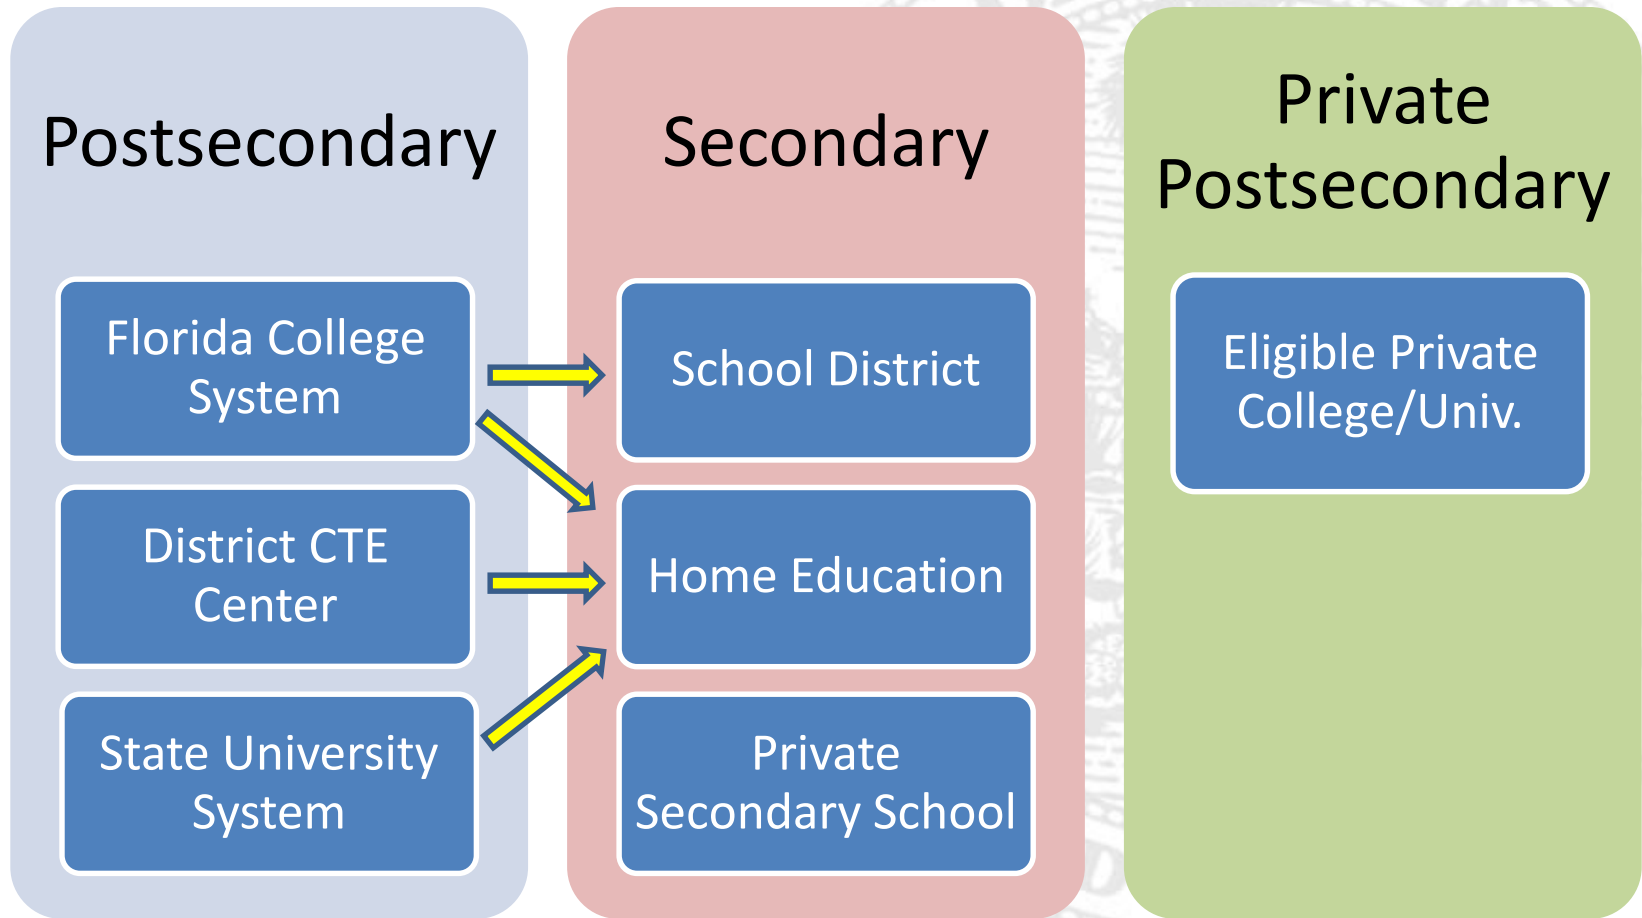 Postsecondary
Florida College
System
District CTE
Center
State University
System
Secondary
School District
Home Education
Private
Secondary School
Private
Postsecondary
Eligible Private
College/Univ.